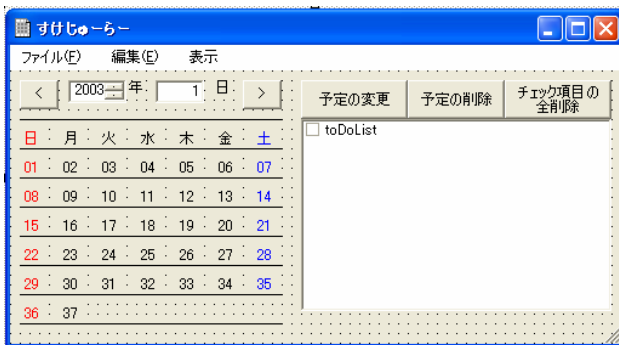 すけじゅーらー
ファイル(F) 編集(E) 表示
< 2003 年 1 日 >
予定の変更 予定の削除 チェック項目の全削除
toDoList
日 月 火 水 木 金 土
01 02 03 04 05 06 07
08 09 10 11 12 13 14
15 16 17 18 19 20 21
22 23 24 25 26 27 28
29 30 31 32 33 34 35
36 37